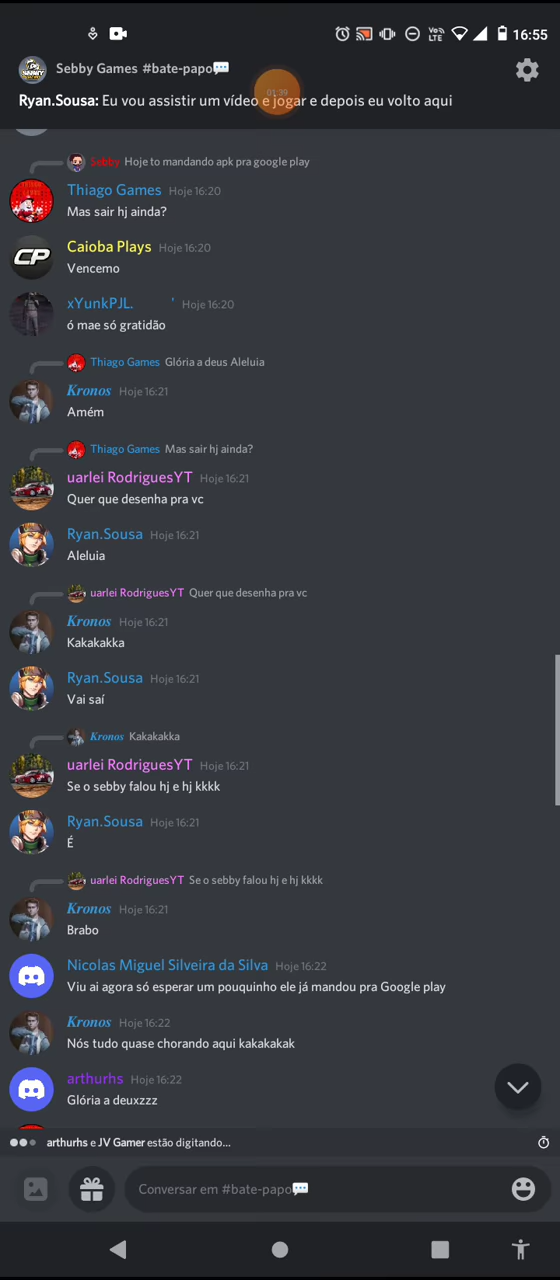 16:55
Sebby Games #bate-papo💬
Ryan.Sousa: Eu vou assistir um vídeo e jogar e depois eu volto aqui
01:39
Sebby Hoje to mandando apk pra google play
Thiago Games Hoje 16:20
Mas sair hj ainda?
Caioba Plays Hoje 16:20
Vencemo
xYunkPJL. ' Hoje 16:20
ó mae só gratidão
Thiago Games Glória a deus Aleluia
Kronos Hoje 16:21
Amém
Thiago Games Mas sair hj ainda?
uarlei RodriguesYT Hoje 16:21
Quer que desenha pra vc
Ryan.Sousa Hoje 16:21
Aleluia
uarlei RodriguesYT Quer que desenha pra vc
Kronos Hoje 16:21
Kakakakka
Ryan.Sousa Hoje 16:21
Vai saí
Kronos Kakakakka
uarlei RodriguesYT Hoje 16:21
Se o sebby falou hj e hj kkkk
Ryan.Sousa Hoje 16:21
É
uarlei RodriguesYT Se o sebby falou hj e hj kkkk
Kronos Hoje 16:21
Brabo
Nicolas Miguel Silveira da Silva Hoje 16:22
Viu ai agora só esperar um pouquinho ele já mandou pra Google play
Kronos Hoje 16:22
Nós tudo quase chorando aqui kakakakak
arthurhs Hoje 16:22
Glória a deuxzzz
arthurhs e JV Gamer estão digitando...
Conversar em #bate-papo💬